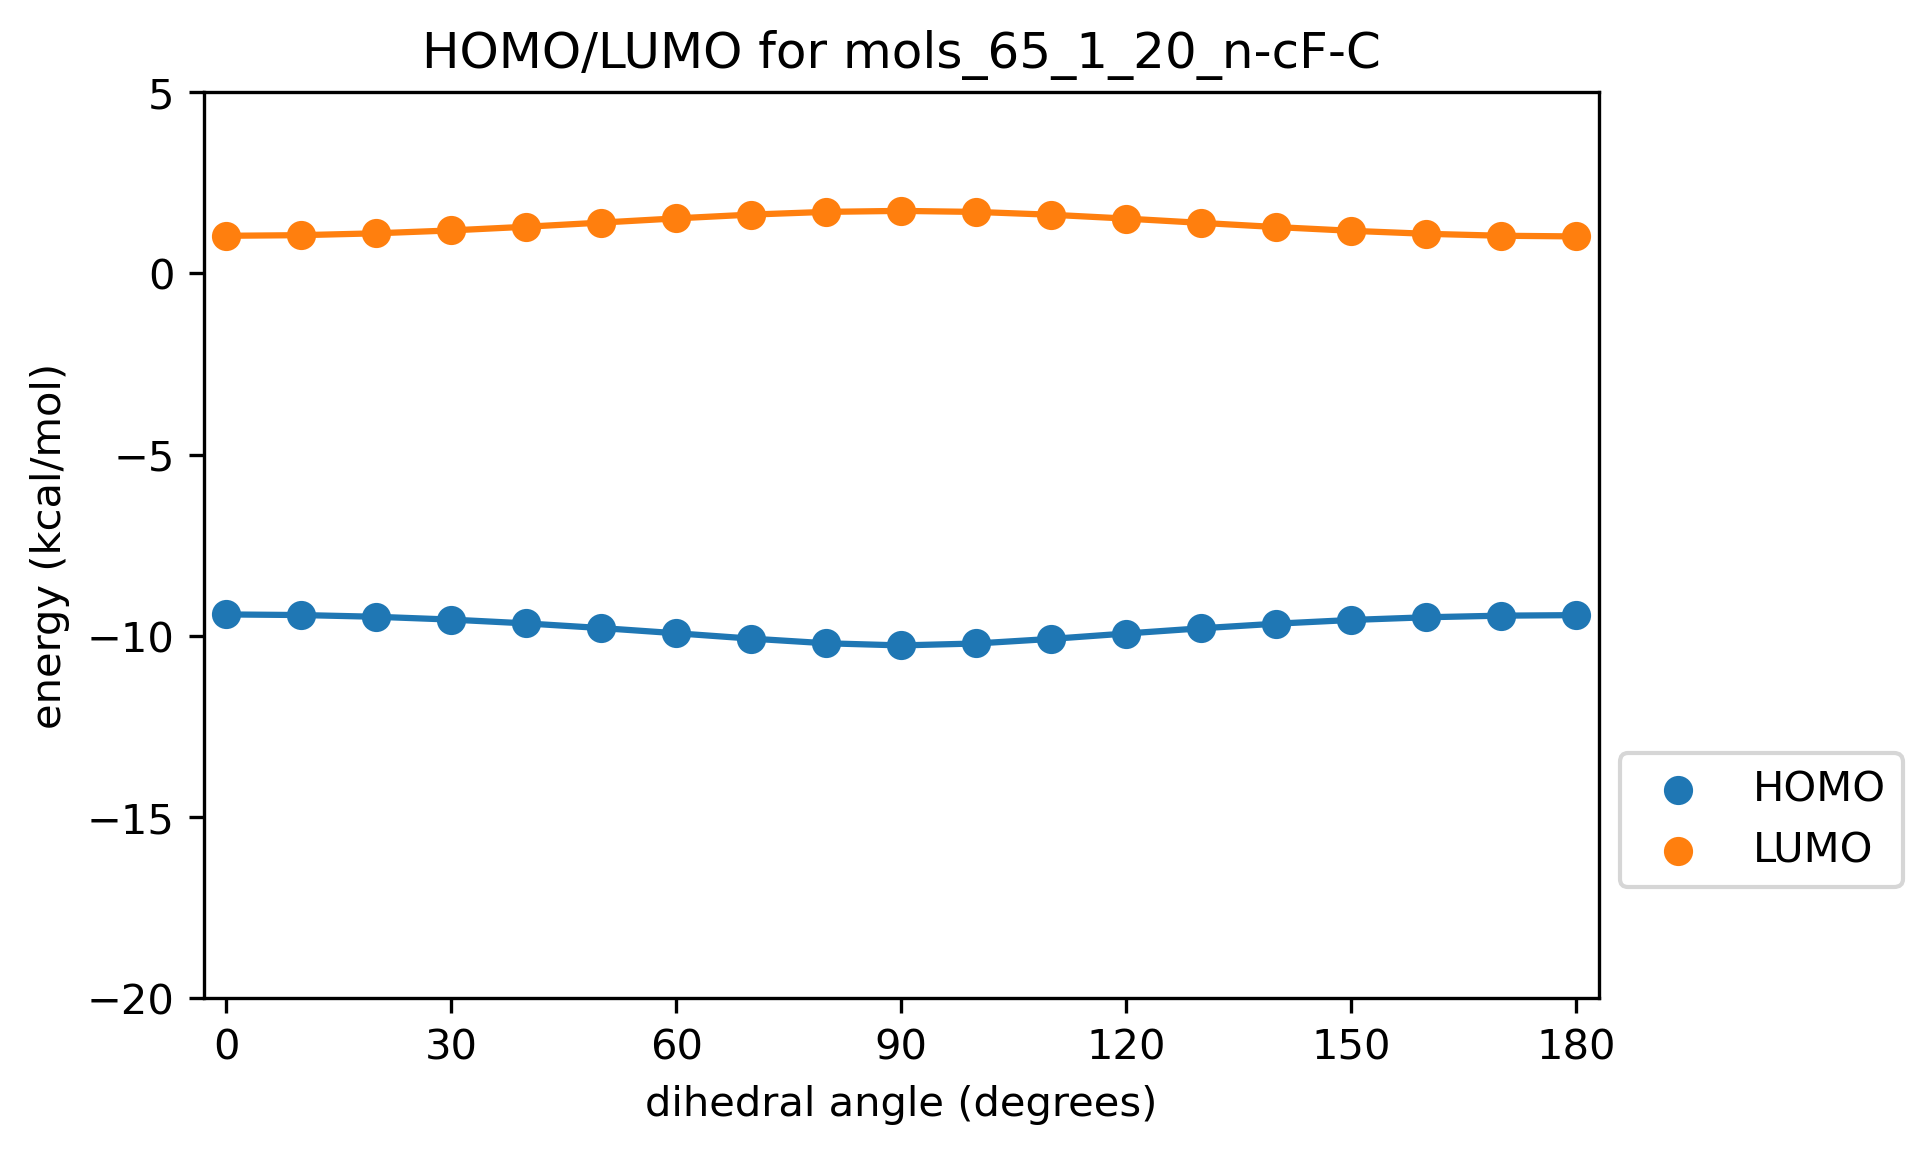 HOMO/LUMO for mols_65_1_20_n-cF-C
5
0
−5
−10
−15
−20
energy (kcal/mol)
0 30 60 90 120 150 180
dihedral angle (degrees)
HOMO
LUMO